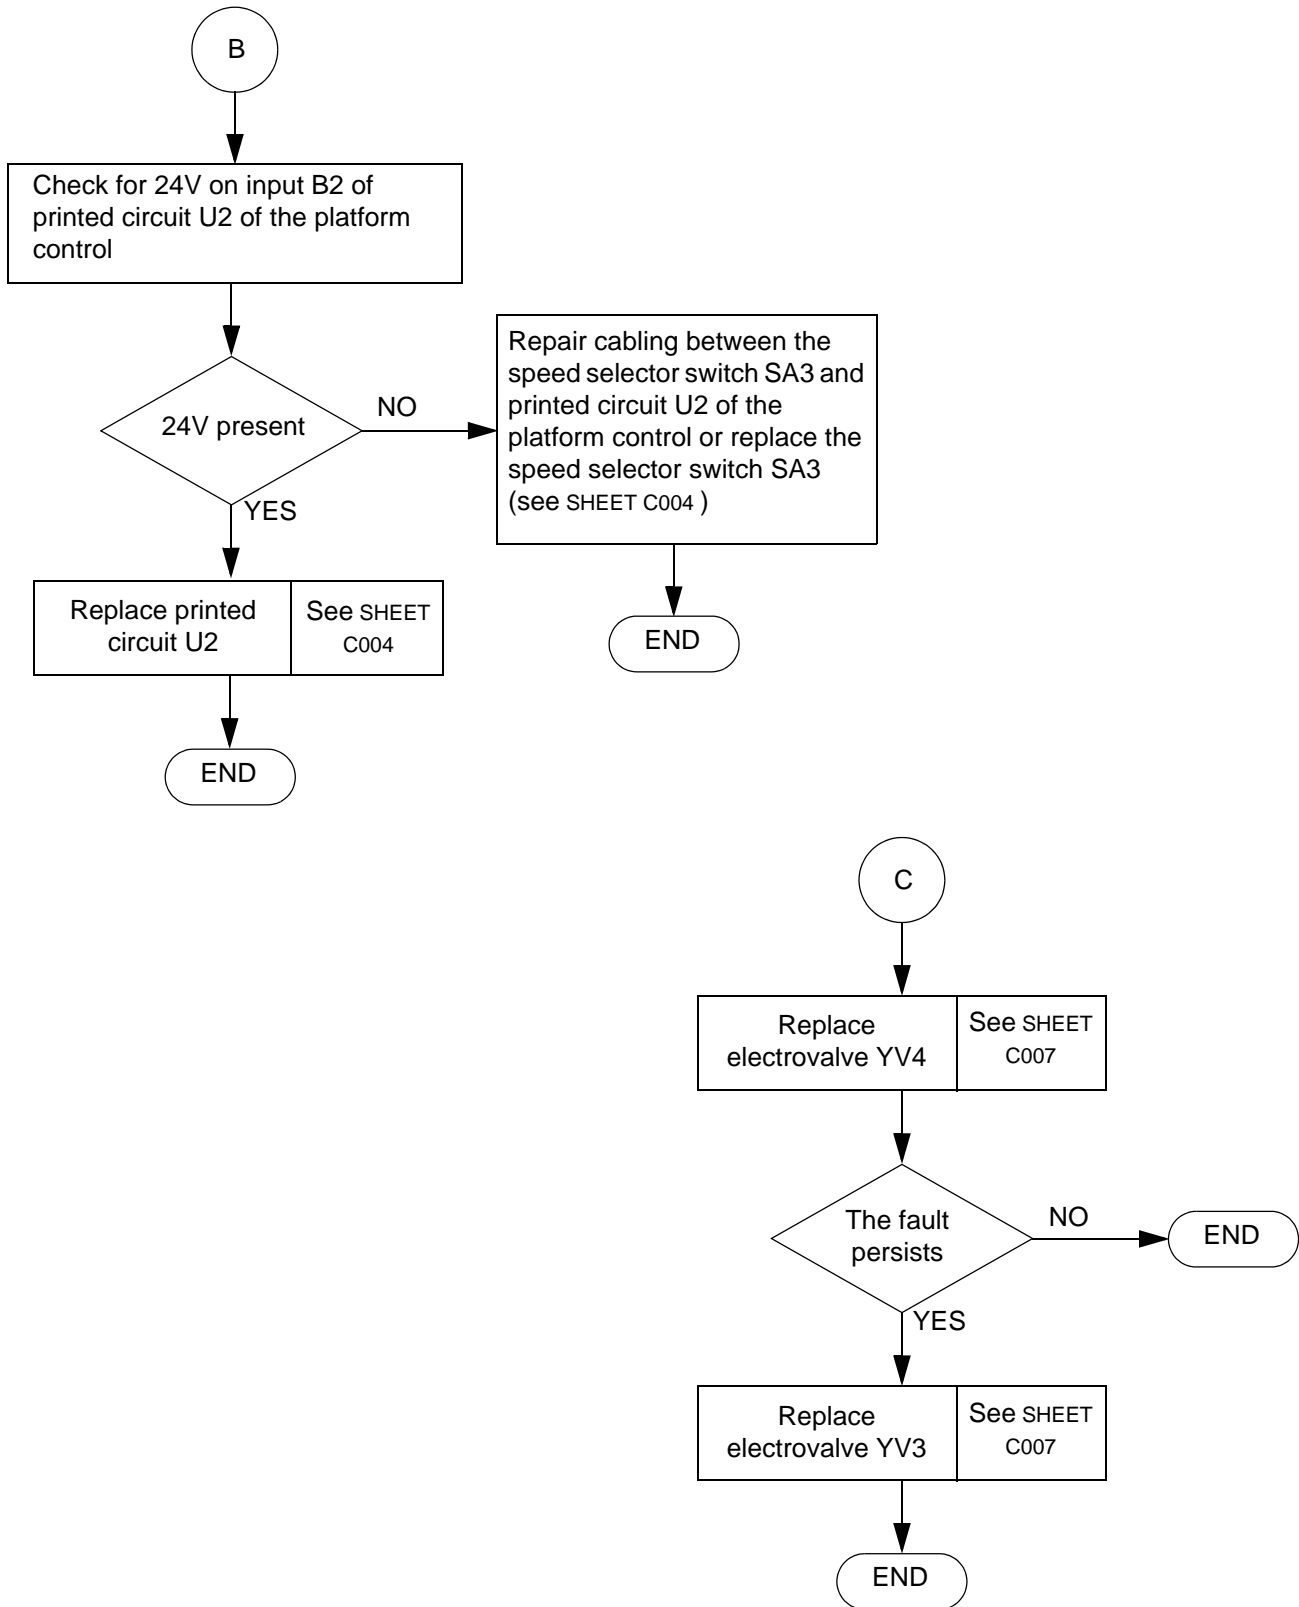 B
Check for 24V on input B2 of
printed circuit U2 of the platform
control
24V present
NO
Repair cabling between the
speed selector switch SA3 and
printed circuit U2 of the
platform control or replace the
speed selector switch SA3
(see SHEET C004 )
YES
Replace printed
circuit U2
See SHEET
C004
END
END
C
Replace
electrovalve YV4
See SHEET
C007
The fault
persists
NO
END
YES
Replace
electrovalve YV3
See SHEET
C007
END